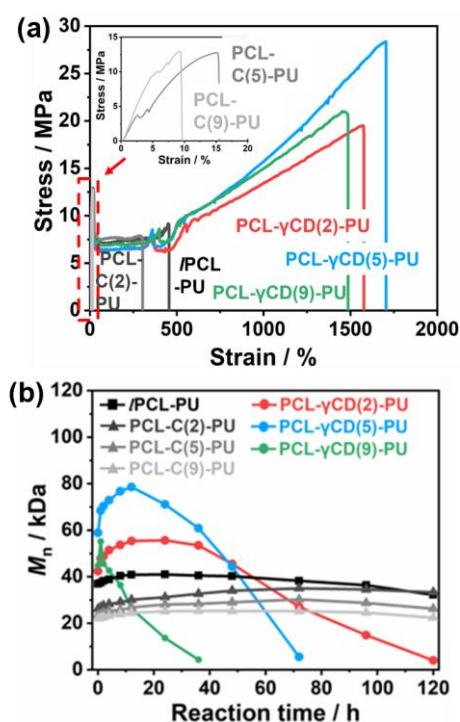 (a)
30
25
20
15
10
5
0
Stress / MPa
0 500 1000 1500 2000
Strain / %
15
10
5
0
Stress / MPa
0 5 10 15 20
Strain / %
PCL-
C(5)-PU
PCL-
C(9)-PU
PCL-
C(2)-
PU
lPCL
-PU
PCL-γCD(2)-PU
PCL-γCD(5)-PU
PCL-γCD(9)-PU
(b)
120
100
80
60
40
20
0
Mn / kDa
lPCL-PU PCL-γCD(2)-PU
PCL-C(2)-PU PCL-γCD(5)-PU
PCL-C(5)-PU PCL-γCD(9)-PU
PCL-C(9)-PU
0 20 40 60 80 100 120
Reaction time / h